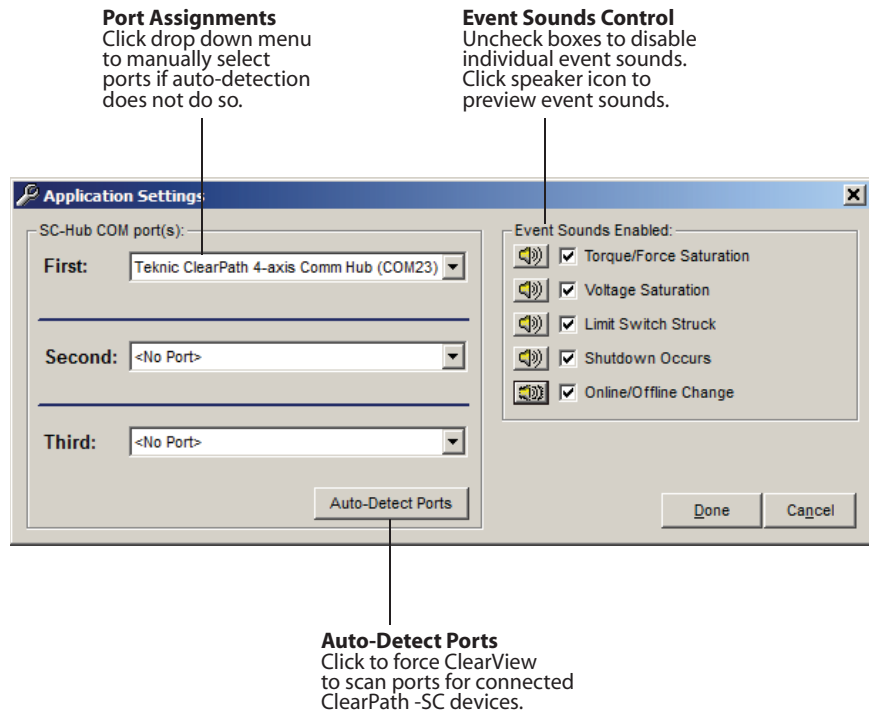 Port Assignments
Click drop down menu
to manually select
ports if auto-detection
does not do so.
Event Sounds Control
Uncheck boxes to disable
individual event sounds.
Click speaker icon to
preview event sounds.
Application Settings
SC-Hub COM port(s):
First: Teknic ClearPath 4-axis Comm Hub (COM23)
Second: <No Port>
Third: <No Port>
Auto-Detect Ports
Event Sounds Enabled:
Torque/Force Saturation
Voltage Saturation
Limit Switch Struck
Shutdown Occurs
Online/Offline Change
Done Cancel
Auto-Detect Ports
Click to force ClearView
to scan ports for connected
ClearPath -SC devices.